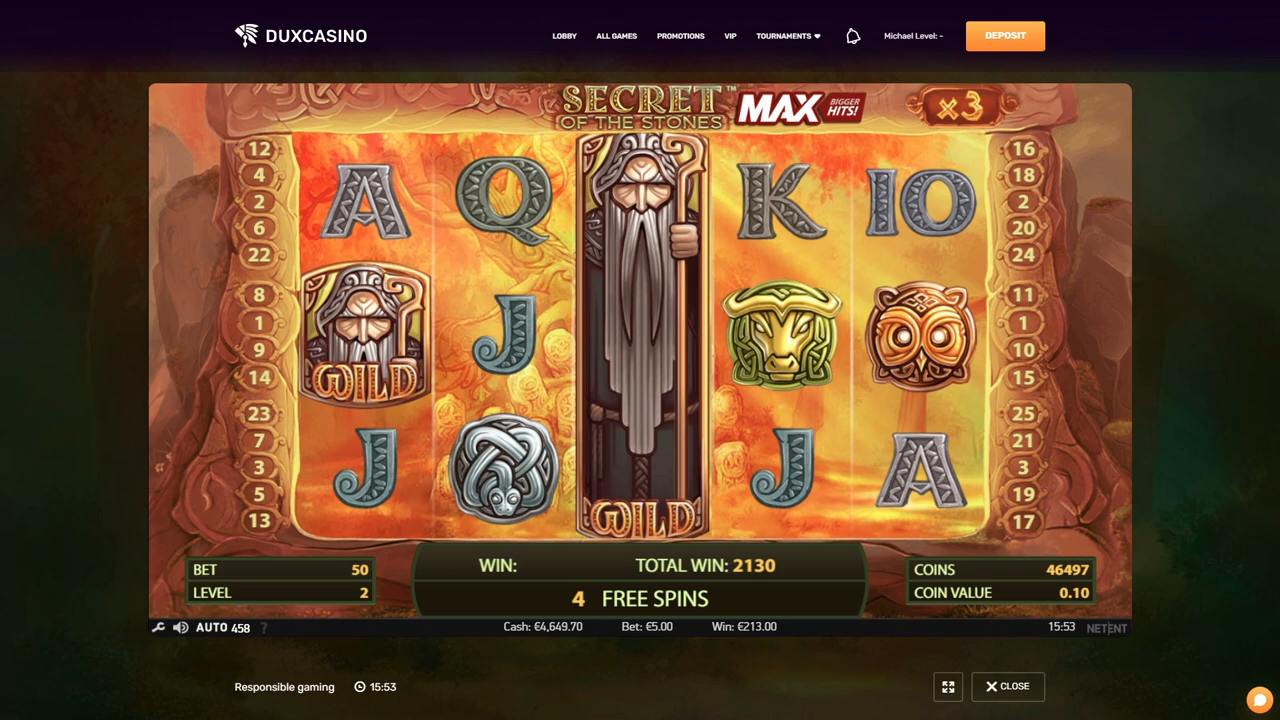 DUXCASINO
LOBBY ALL GAMES PROMOTIONS VIP TOURNAMENTS Michael Level: - DEPOSIT
SECRET™
OF THE STONES
MAX BIGGER HITS!
x3
12 16
4 18
2 2
6 20
22 24
8 11
1 1
9 10
14 15
23 25
7 21
3 3
5 19
13 17
A Q K 10
WILD J
J WILD J A
BET 50
LEVEL 2
WIN: TOTAL WIN: 2130
4 FREE SPINS
COINS 46497
COIN VALUE 0.10
AUTO 458 ? Cash: €4,649.70 Bet: €5.00 Win: €213.00 15:53 NETENT
Responsible gaming 15:53 CLOSE